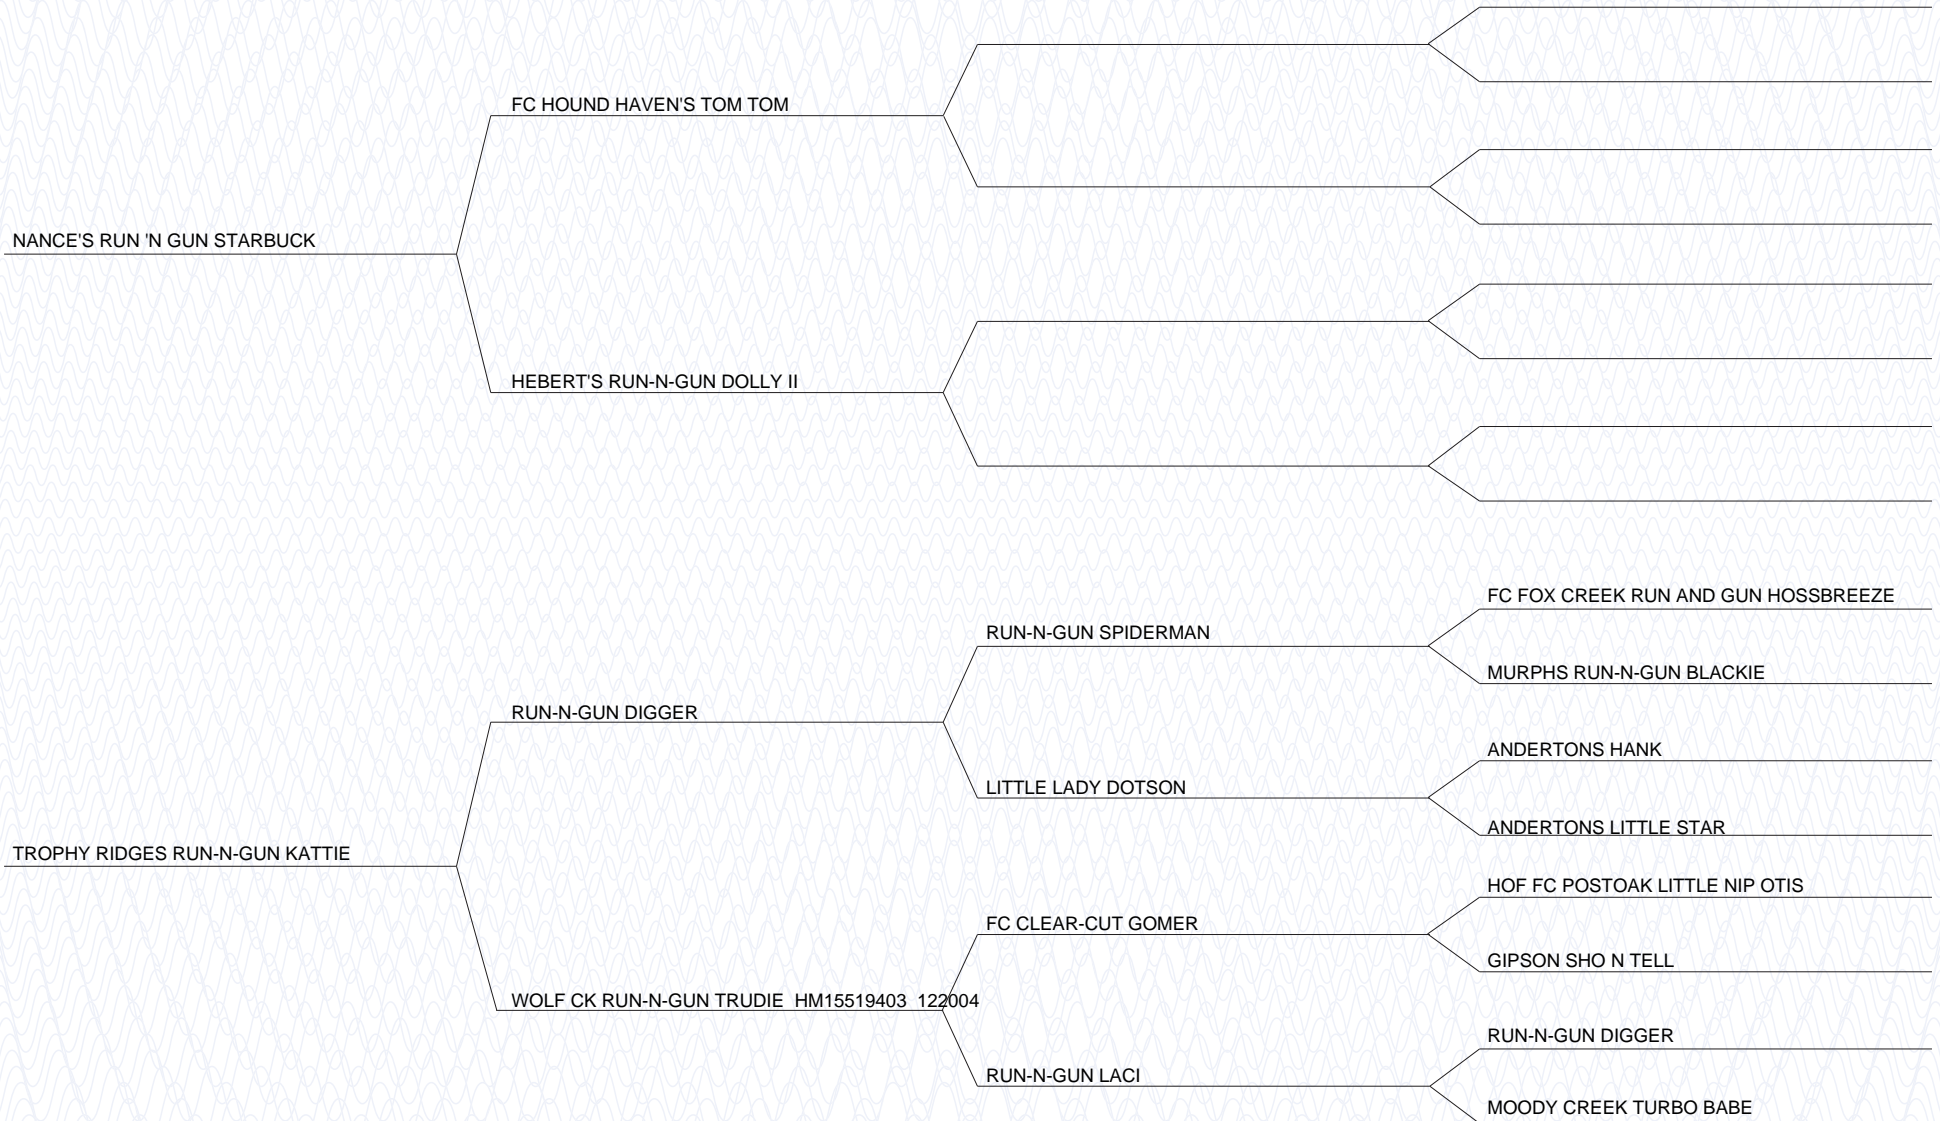 FC HOUND HAVEN'S TOM TOM
NANCE'S RUN 'N GUN STARBUCK
HEBERT'S RUN-N-GUN DOLLY II
FC FOX CREEK RUN AND GUN HOSSBREEZE
RUN-N-GUN SPIDERMAN
MURPHS RUN-N-GUN BLACKIE
RUN-N-GUN DIGGER
ANDERTONS HANK
LITTLE LADY DOTSON
ANDERTONS LITTLE STAR
TROPHY RIDGES RUN-N-GUN KATTIE
HOF FC POSTOAK LITTLE NIP OTIS
FC CLEAR-CUT GOMER
GIPSON SHO N TELL
WOLF CK RUN-N-GUN TRUDIE  HM15519403  122004
RUN-N-GUN DIGGER
RUN-N-GUN LACI
MOODY CREEK TURBO BABE